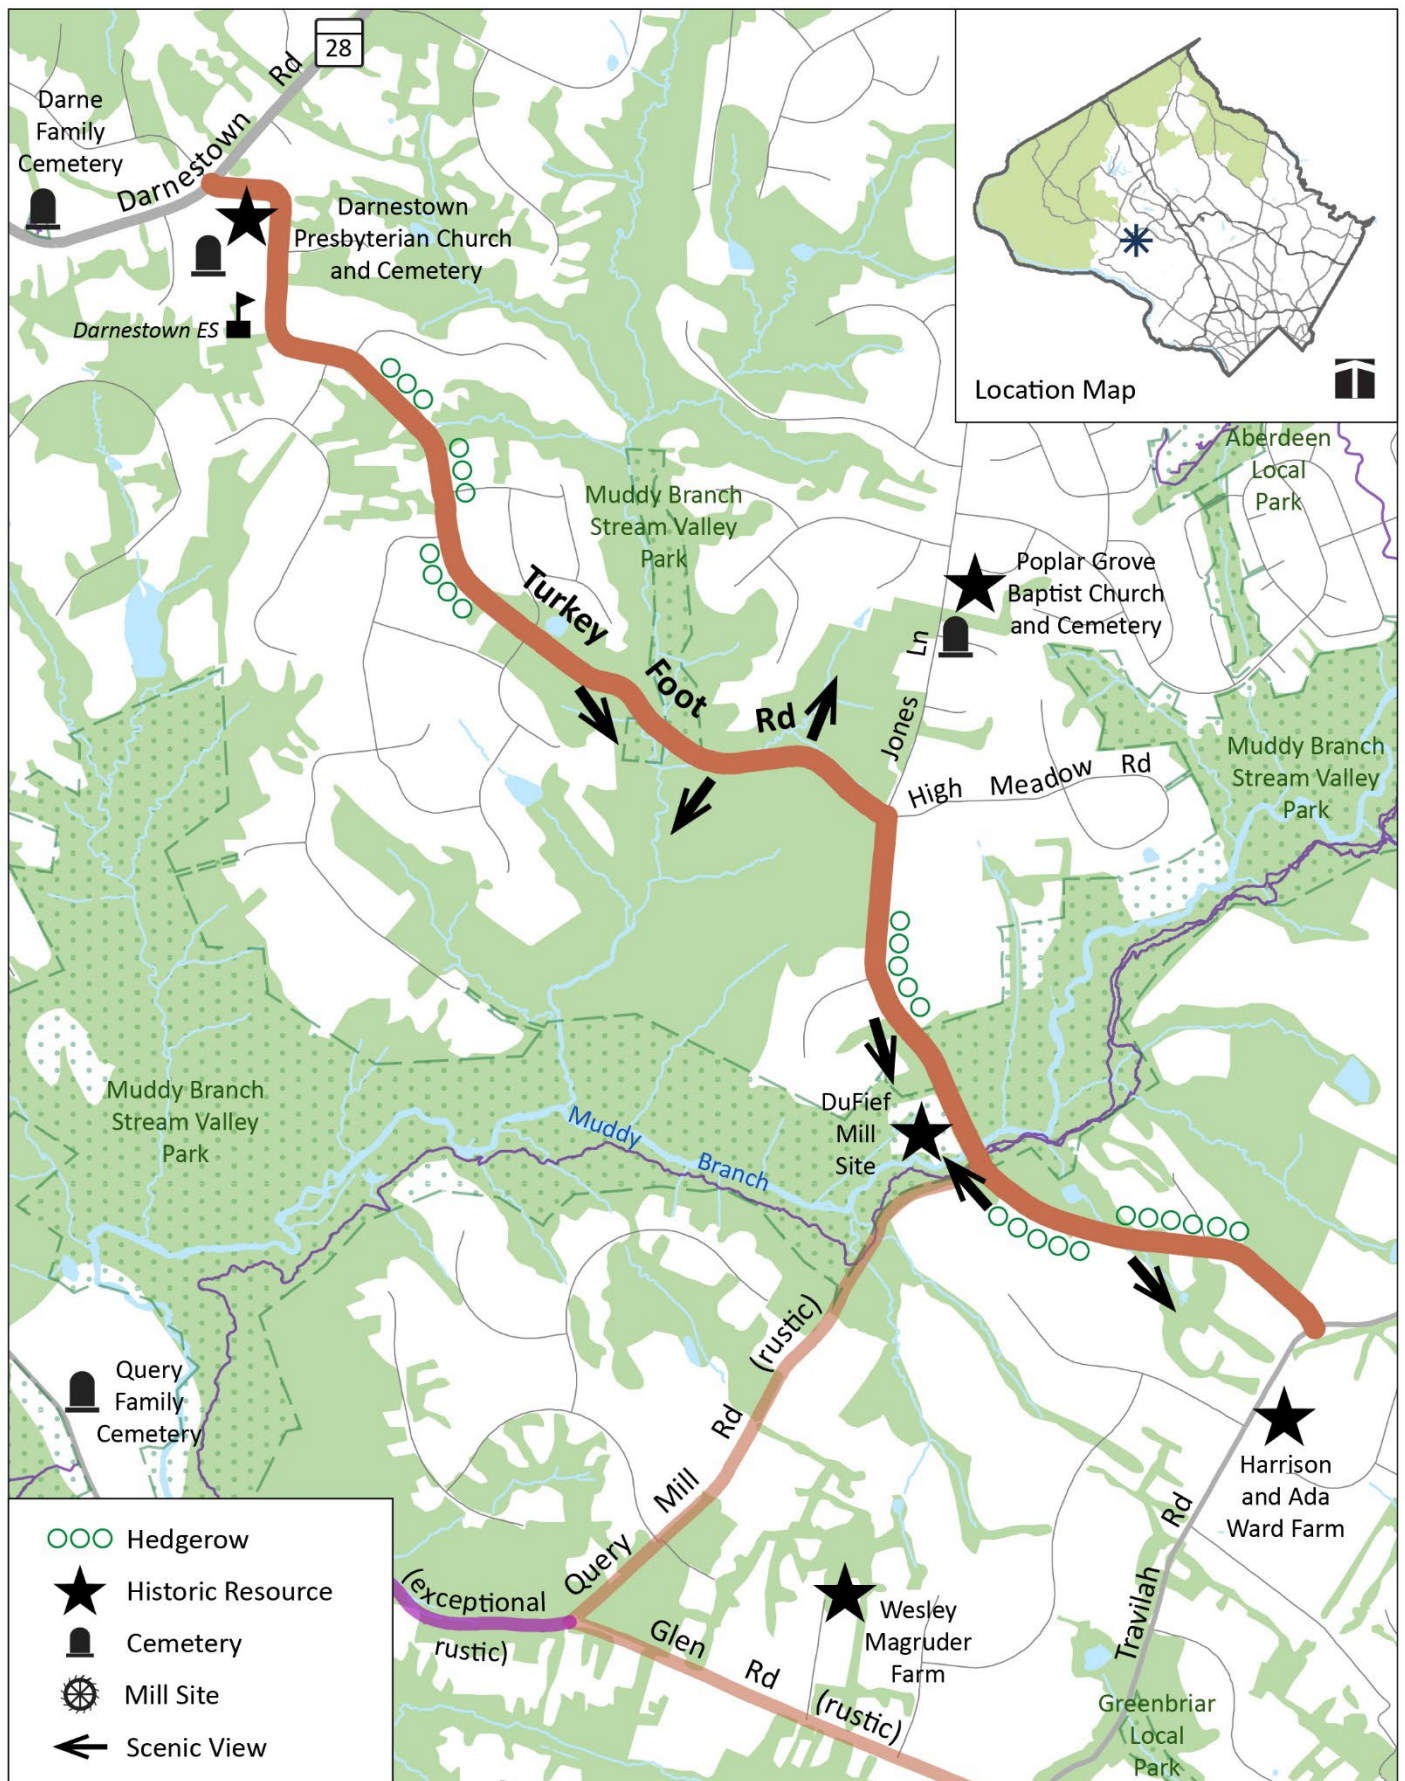 28
Darnestown Rd
Darne
Family
Cemetery
Darnestown
Presbyterian Church
and Cemetery
Darnestown ES
Location Map
Aberdeen
Local
Park
Muddy Branch
Stream Valley
Park
Poplar Grove
Baptist Church
and Cemetery
Turkey Foot Rd
Jones Ln
High Meadow Rd
Muddy Branch
Stream Valley
Park
Muddy Branch
Stream Valley
Park
DuFief
Mill
Site
Muddy Branch
Query
Family
Cemetery
(rustic)
Query Mill Rd
Harrison
and Ada
Ward Farm
Travilah Rd
(exceptional
rustic)
Glen Rd (rustic)
Wesley
Magruder
Farm
Greenbriar
Local
Park
Hedgerow
Historic Resource
Cemetery
Mill Site
Scenic View